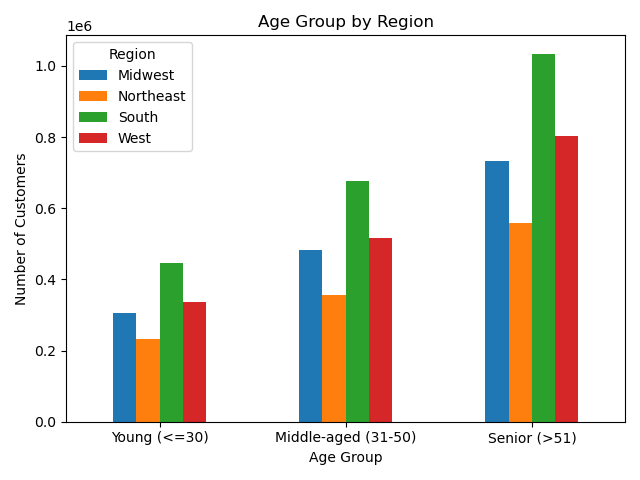 Age Group by Region
1e6
Region
Midwest
Northeast
South
West
1.0
0.8
0.6
0.4
0.2
0.0
Number of Customers
Young (<=30)
Middle-aged (31-50)
Senior (>51)
Age Group